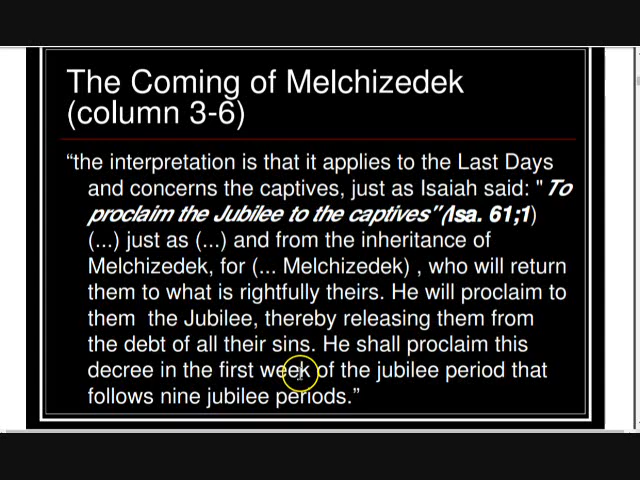 The Coming of Melchizedek
(column 3-6)
“the interpretation is that it applies to the Last Days
and concerns the captives, just as Isaiah said: " To
proclaim the Jubilee to the captives"(Isa. 61;1)
(...) just as (...) and from the inheritance of
Melchizedek, for (... Melchizedek) , who will return
them to what is rightfully theirs. He will proclaim to
them the Jubilee, thereby releasing them from
the debt of all their sins. He shall proclaim this
decree in the first week of the jubilee period that
follows nine jubilee periods.”